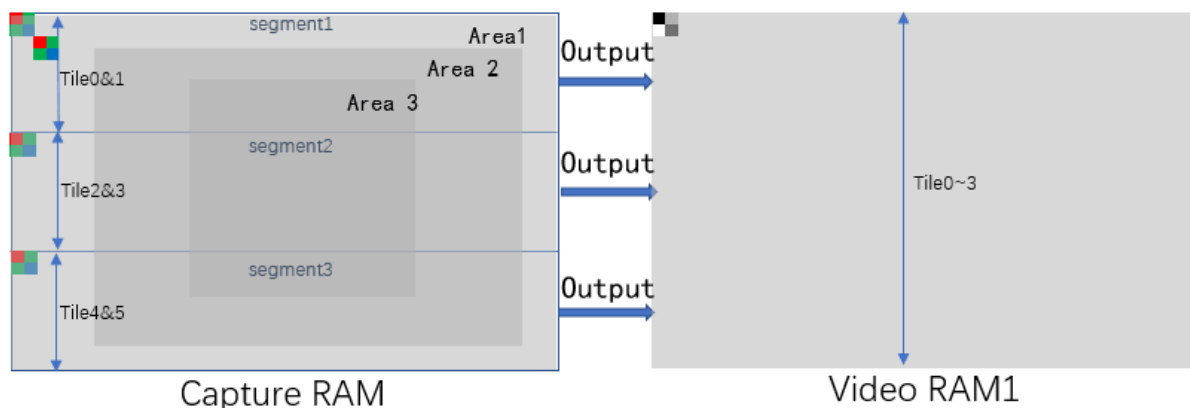 segment1
Area1
Output
Area 2
Tile0&1
Area 3
segment2
Output
Tile2&3
Tile0~3
segment3
Output
Tile4&5
Capture RAM
Video RAM1